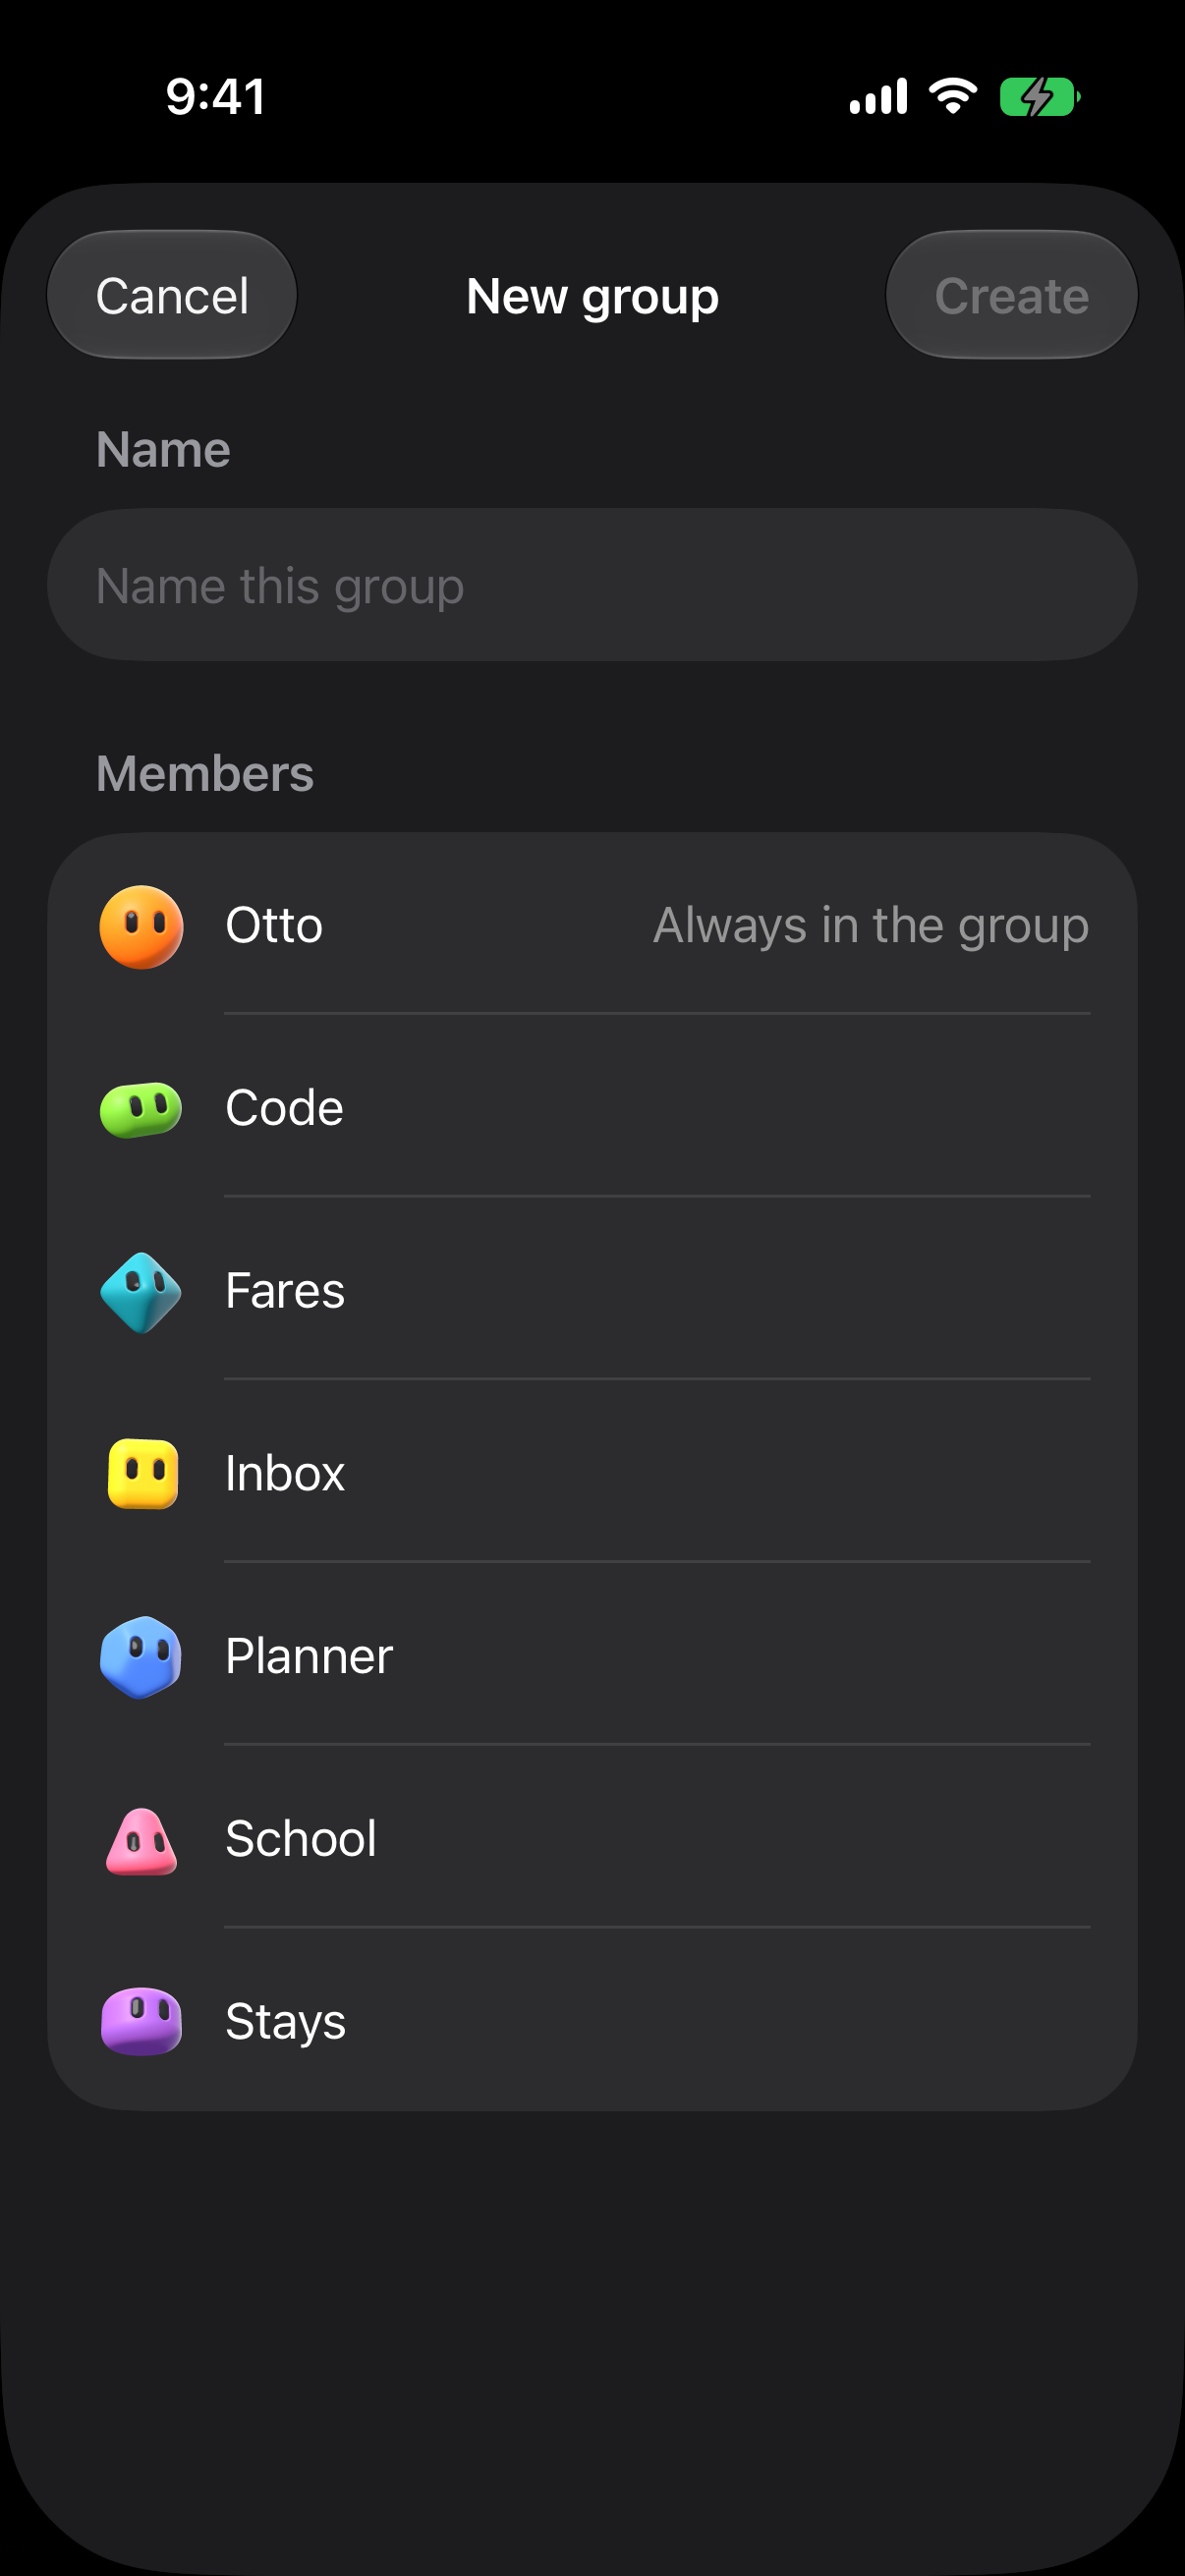 9:41
Cancel New group Create
Name
Name this group
Members
Otto Always in the group
Code
Fares
Inbox
Planner
School
Stays